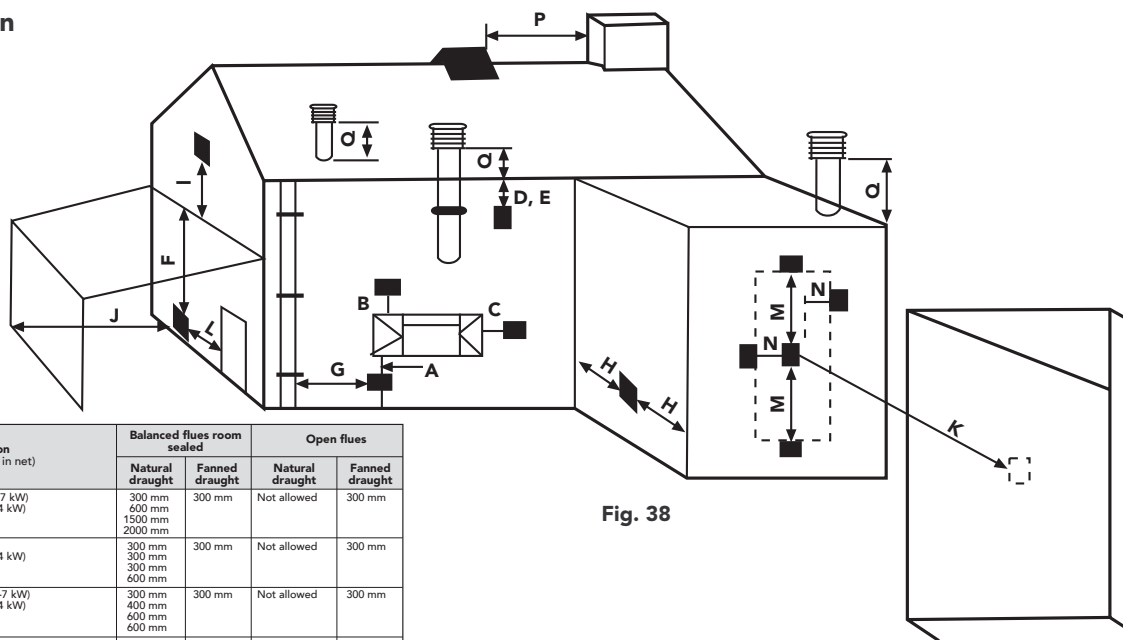 n
P
Q
Q
D, E
Q
I
F
J
L
B
C
G
A
H
H
M
N
N
M
K
Fig. 38
on
in net)
Balanced flues room sealed
Open flues
Natural draught
Fanned draught
Natural draught
Fanned draught
7 kW)
4 kW)
300 mm
600 mm
1500 mm
2000 mm
300 mm
Not allowed
300 mm
4 kW)
300 mm
300 mm
300 mm
600 mm
300 mm
Not allowed
300 mm
-7 kW)
4 kW)
300 mm
400 mm
600 mm
600 mm
300 mm
Not allowed
300 mm